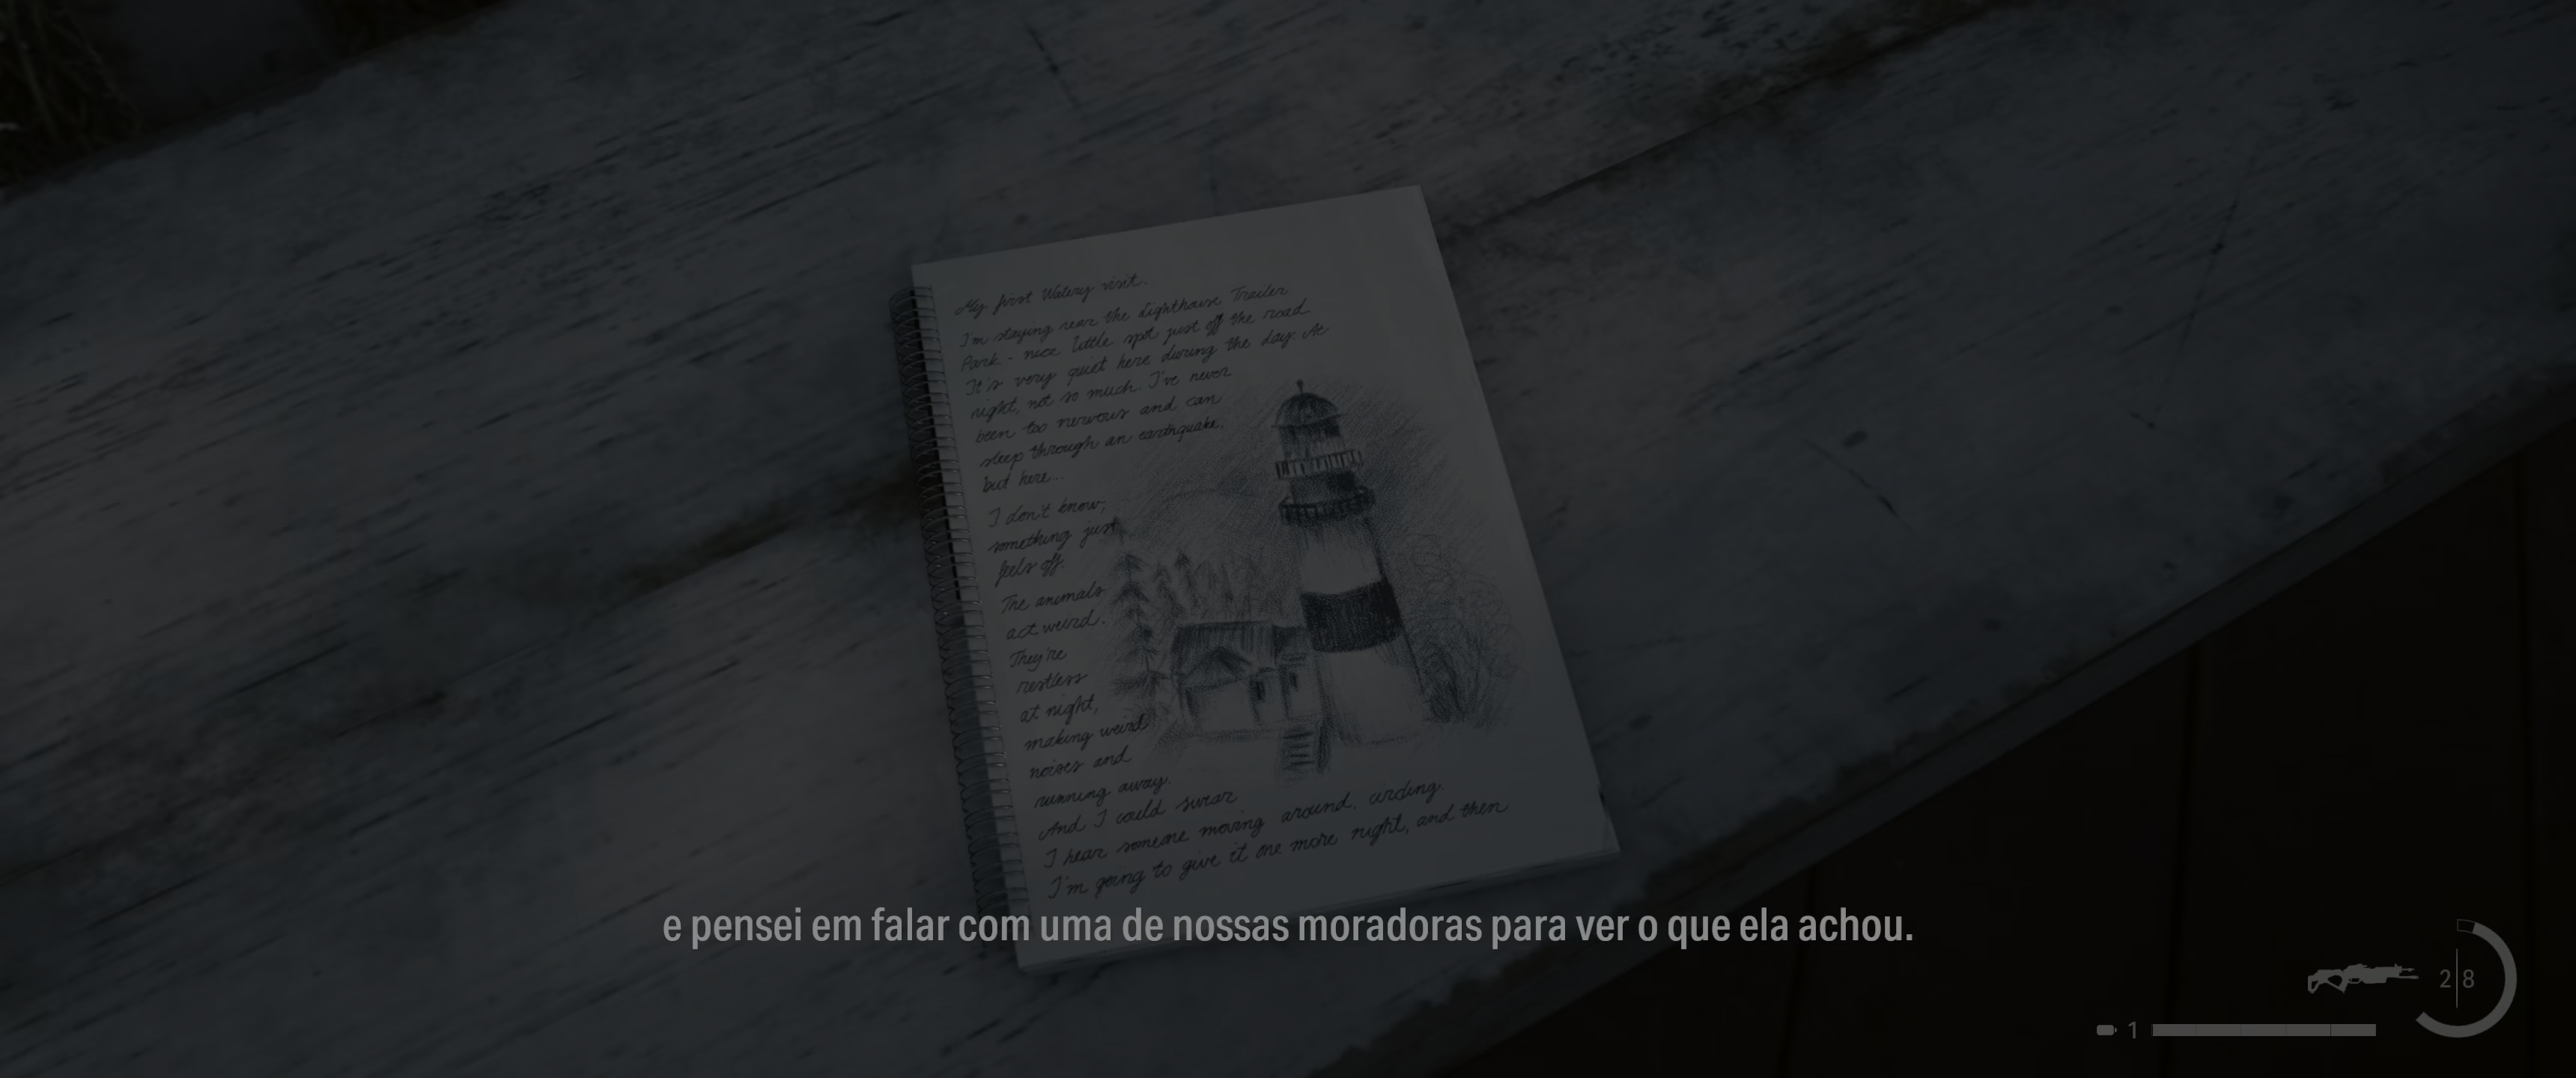 My first Watery visit.
I'm staying near the Lighthouse Trailer
Park - nice little spot just off the road
It's very quiet here during the day. At
night, not so much. I've never
been too nervous and can
sleep through an earthquake,
but here...
I don't know;
something just
feels off.
The animals
act weird.
They're
restless
at night,
making weird
noises and
running away.
And I could swear
I hear someone moving around, circling.
I'm going to give it one more night, and then
e pensei em falar com uma de nossas moradoras para ver o que ela achou.
2|8
1